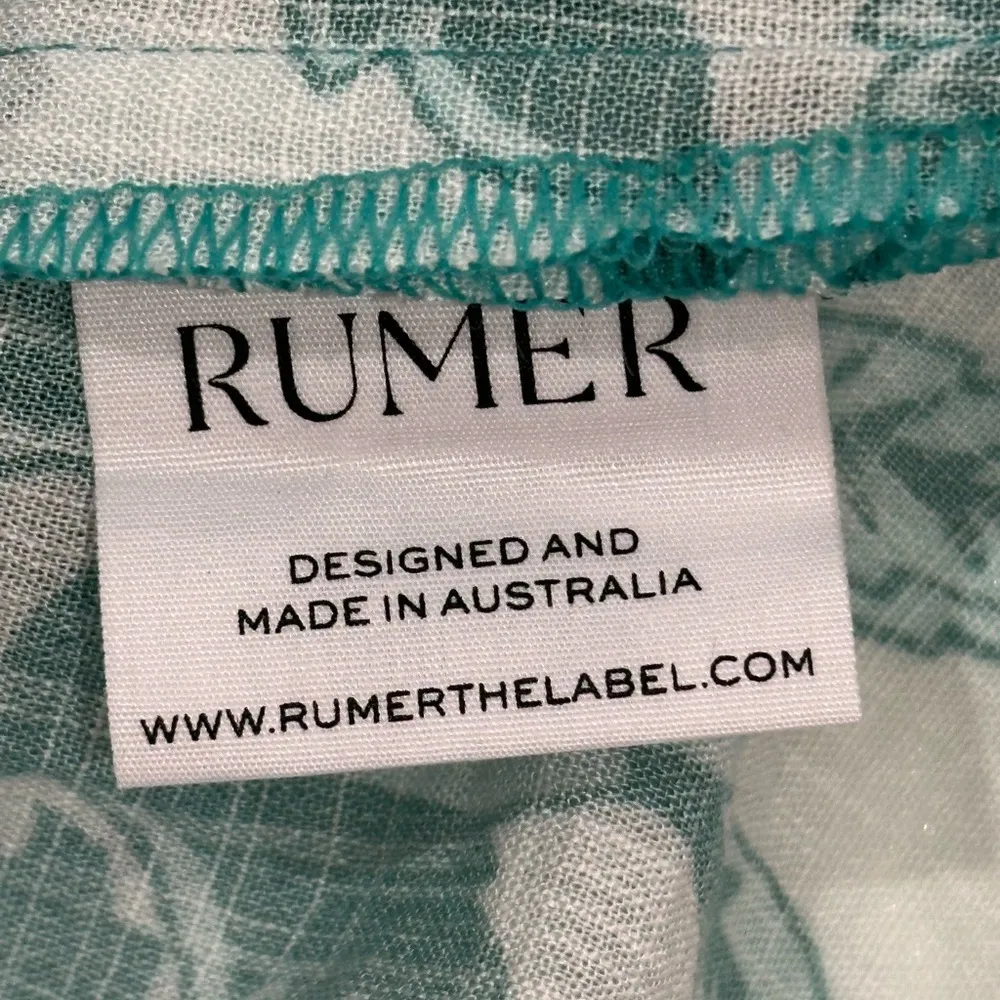 RUMER
DESIGNED AND
MADE IN AUSTRALIA
WWW.RUMERTHELABEL.COM